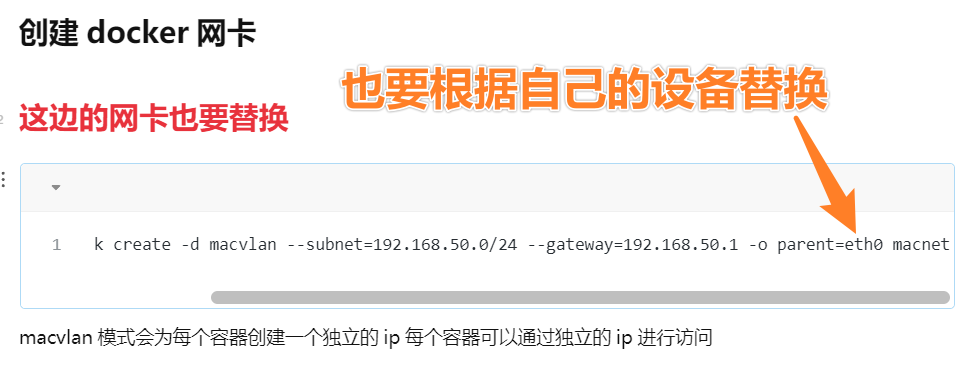 创建 docker 网卡
也要根据自己的设备替换
这边的网卡也要替换
1 k create -d macvlan --subnet=192.168.50.0/24 --gateway=192.168.50.1 -o parent=eth0 macnet
macvlan 模式会为每个容器创建一个独立的 ip 每个容器可以通过独立的 ip 进行访问